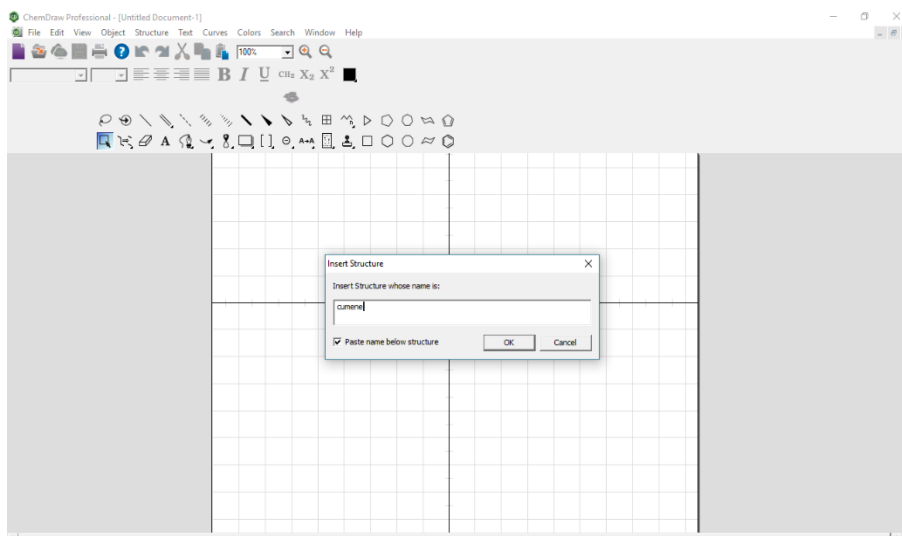 ChemDraw Professional - [Untitled Document-1]
File Edit View Object Structure Text Curves Colors Search Window Help
100%
B I U CH₂ X₂ X²
A
Insert Structure
Insert Structure whose name is:
cumene
Paste name below structure
OK Cancel